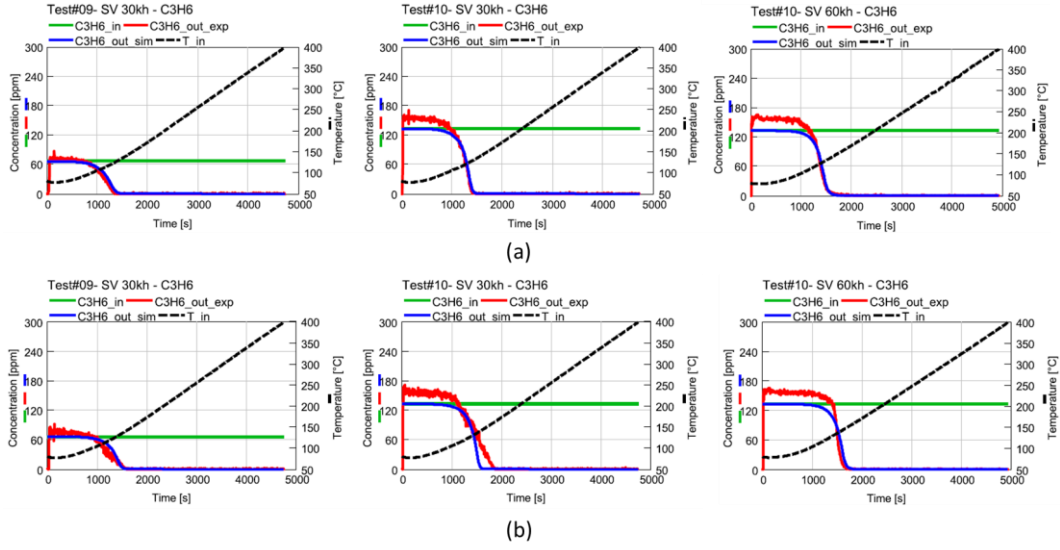 Test#09- SV 30kh - C3H6
C3H6_in C3H6_out_exp
C3H6_out_sim T_in
300
240
180
120
60
0
Concentration [ppm]
400
350
300
250
200
150
100
50
Temperature [°C]
0 1000 2000 3000 4000 5000
Time [s]
Test#10- SV 30kh - C3H6
C3H6_in C3H6_out_exp
C3H6_out_sim T_in
300
240
180
120
60
0
Concentration [ppm]
400
350
300
250
200
150
100
50
Temperature [°C]
0 1000 2000 3000 4000 5000
Time [s]
Test#10- SV 60kh - C3H6
C3H6_in C3H6_out_exp
C3H6_out_sim T_in
300
240
180
120
60
0
Concentration [ppm]
400
350
300
250
200
150
100
50
Temperature [°C]
0 1000 2000 3000 4000 5000
Time [s]
(a)
Test#09- SV 30kh - C3H6
C3H6_in C3H6_out_exp
C3H6_out_sim T_in
300
240
180
120
60
0
Concentration [ppm]
400
350
300
250
200
150
100
50
Temperature [°C]
0 1000 2000 3000 4000 5000
Time [s]
Test#10- SV 30kh - C3H6
C3H6_in C3H6_out_exp
C3H6_out_sim T_in
300
240
180
120
60
0
Concentration [ppm]
400
350
300
250
200
150
100
50
Temperature [°C]
0 1000 2000 3000 4000 5000
Time [s]
Test#10- SV 60kh - C3H6
C3H6_in C3H6_out_exp
C3H6_out_sim T_in
300
240
180
120
60
0
Concentration [ppm]
400
350
300
250
200
150
100
50
Temperature [°C]
0 1000 2000 3000 4000 5000
Time [s]
(b)